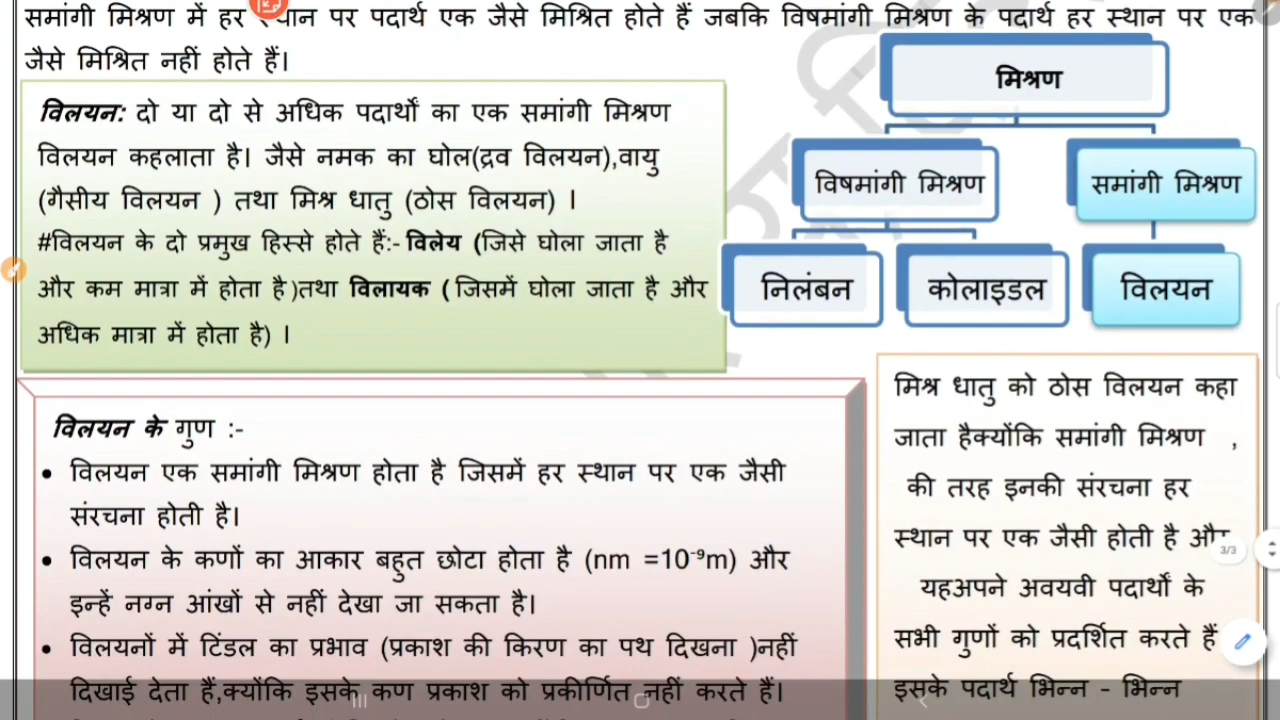 समांगी मिश्रण में हर स्थान पर पदार्थ एक जैसे मिश्रित होते हैं जबकि विषमांगी मिश्रण के पदार्थ हर स्थान पर एक
जैसे मिश्रित नहीं होते हैं।
विलयन: दो या दो से अधिक पदार्थों का एक समांगी मिश्रण
विलयन कहलाता है। जैसे नमक का घोल(द्रव विलयन),वायु
(गैसीय विलयन ) तथा मिश्र धातु (ठोस विलयन) ।
#विलयन के दो प्रमुख हिस्से होते हैं:- विलेय (जिसे घोला जाता है
और कम मात्रा में होता है)तथा विलायक ( जिसमें घोला जाता है और
अधिक मात्रा में होता है) ।
मिश्रण
विषमांगी मिश्रण
समांगी मिश्रण
निलंबन
कोलाइडल
विलयन
विलयन के गुण :-
• विलयन एक समांगी मिश्रण होता है जिसमें हर स्थान पर एक जैसी
संरचना होती है।
• विलयन के कणों का आकार बहुत छोटा होता है (nm =10⁻⁹m) और
इन्हें नग्न आंखों से नहीं देखा जा सकता है।
• विलयनों में टिंडल का प्रभाव (प्रकाश की किरण का पथ दिखना )नहीं
दिखाई देता हैं,क्योंकि इसके कण प्रकाश को प्रकीर्णित नहीं करते हैं।
मिश्र धातु को ठोस विलयन कहा
जाता हैक्योंकि समांगी मिश्रण ,
की तरह इनकी संरचना हर
स्थान पर एक जैसी होती है और
यहअपने अवयवी पदार्थों के
सभी गुणों को प्रदर्शित करते हैं
इसके पदार्थ भिन्न - भिन्न
3/3